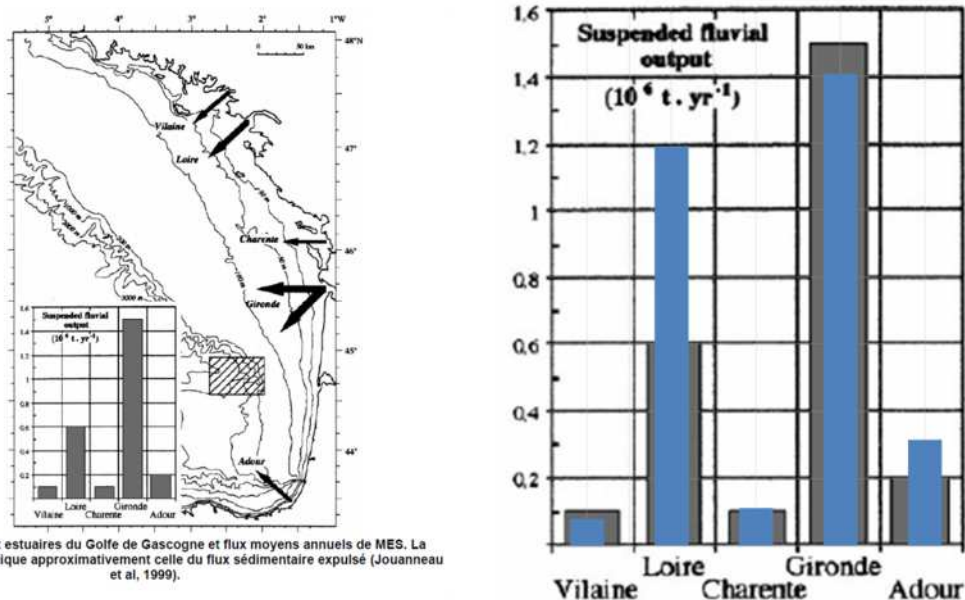 5°
4°
3°
2°
1°W
48°N
0 50 km
Vilaine
Loire
47
Charente
46
Gironde
3000 m
45
Adour
44
Suspended fluvial
output
(10⁶ t. yr⁻¹)
1.6
1.4
1.2
1
0.8
0.6
0.4
0.2
Loire Gironde
Vilaine Charente Adour
estuaires du Golfe de Gascogne et flux moyens annuels de MES. La
ique approximativement celle du flux sédimentaire expulsé (Jouanneau
et al, 1999).
1,6
Suspended fluvial
output
(10⁶ t . yr⁻¹)
1,4
1,2
1
0,8
0,6
0,4
0,2
Loire Gironde
Vilaine Charente Adour